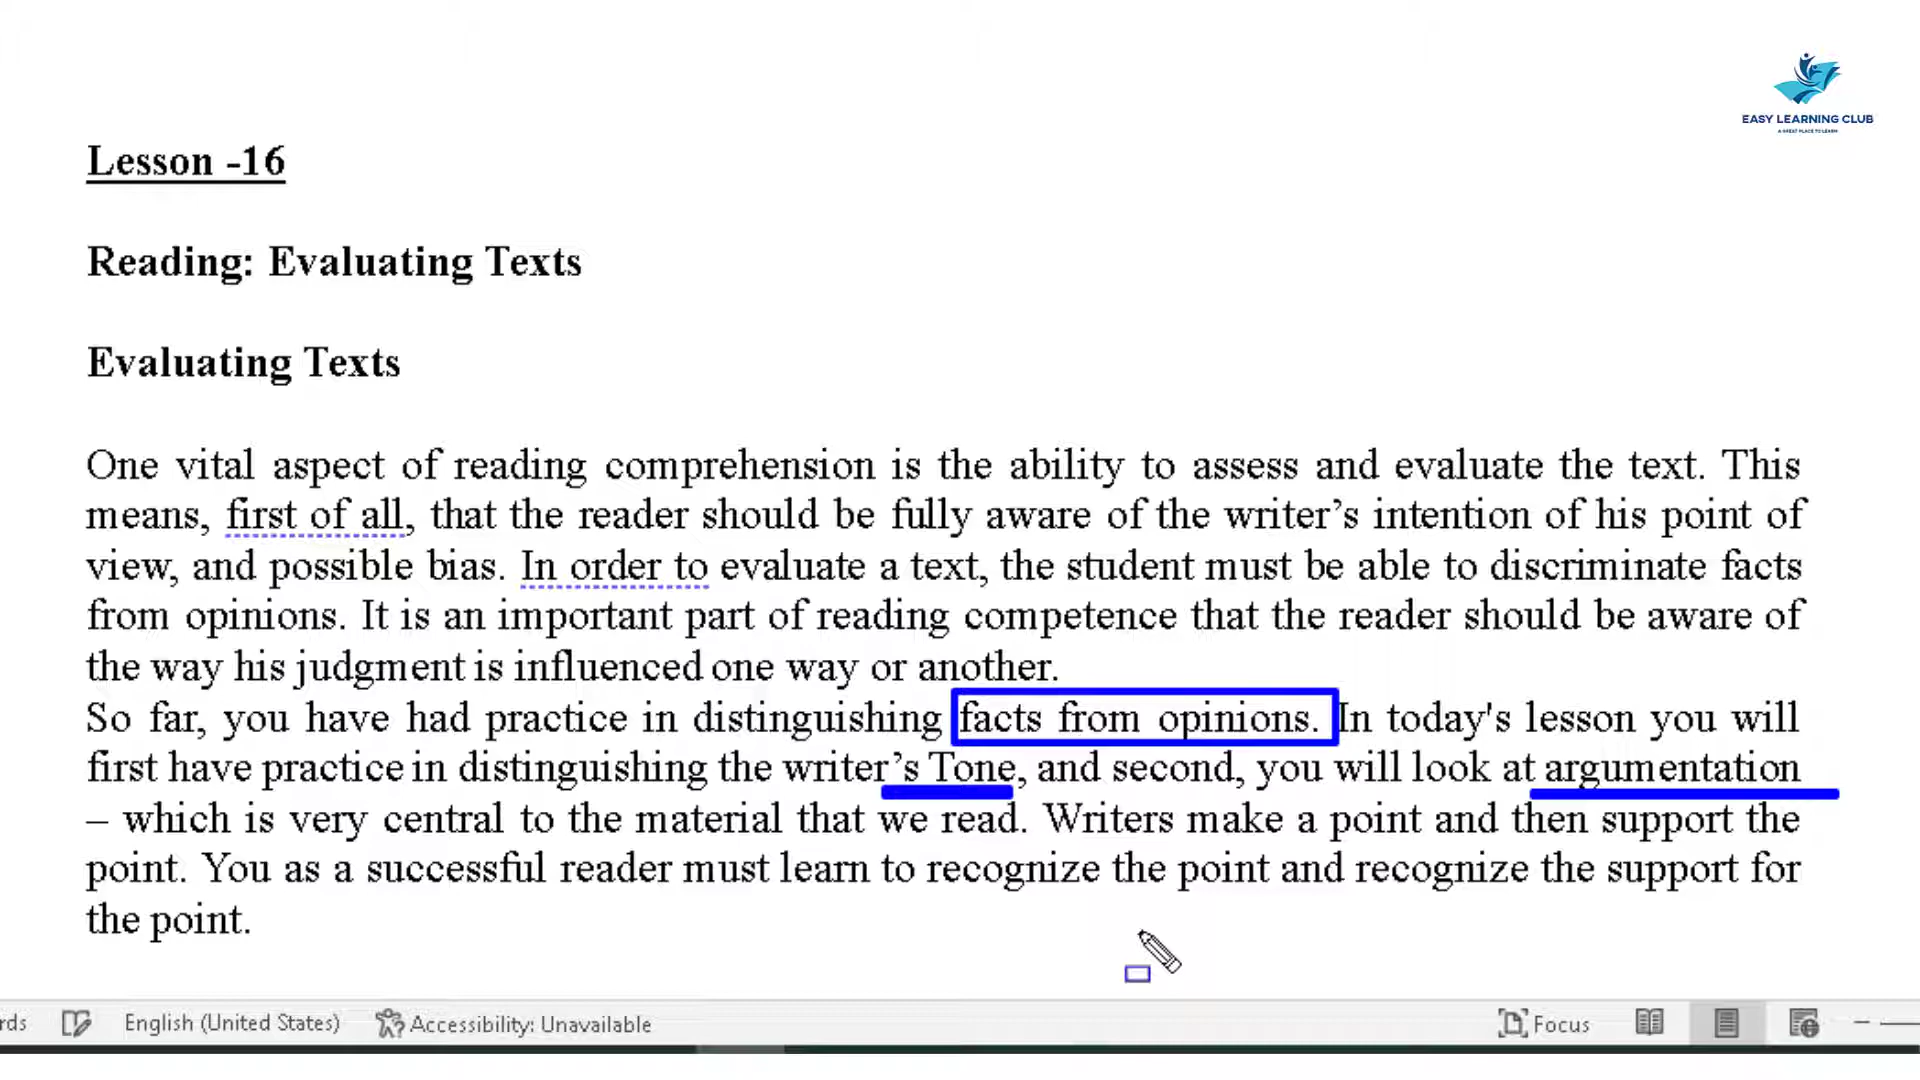 EASY LEARNING CLUB
A GREAT PLACE TO LEARN
Lesson -16
Reading: Evaluating Texts
Evaluating Texts
One vital aspect of reading comprehension is the ability to assess and evaluate the text. This
means, first of all, that the reader should be fully aware of the writer’s intention of his point of
view, and possible bias. In order to evaluate a text, the student must be able to discriminate facts
from opinions. It is an important part of reading competence that the reader should be aware of
the way his judgment is influenced one way or another.
So far, you have had practice in distinguishing facts from opinions. In today's lesson you will
first have practice in distinguishing the writer’s Tone, and second, you will look at argumentation
– which is very central to the material that we read. Writers make a point and then support the
point. You as a successful reader must learn to recognize the point and recognize the support for
the point.
rds English (United States) Accessibility: Unavailable Focus